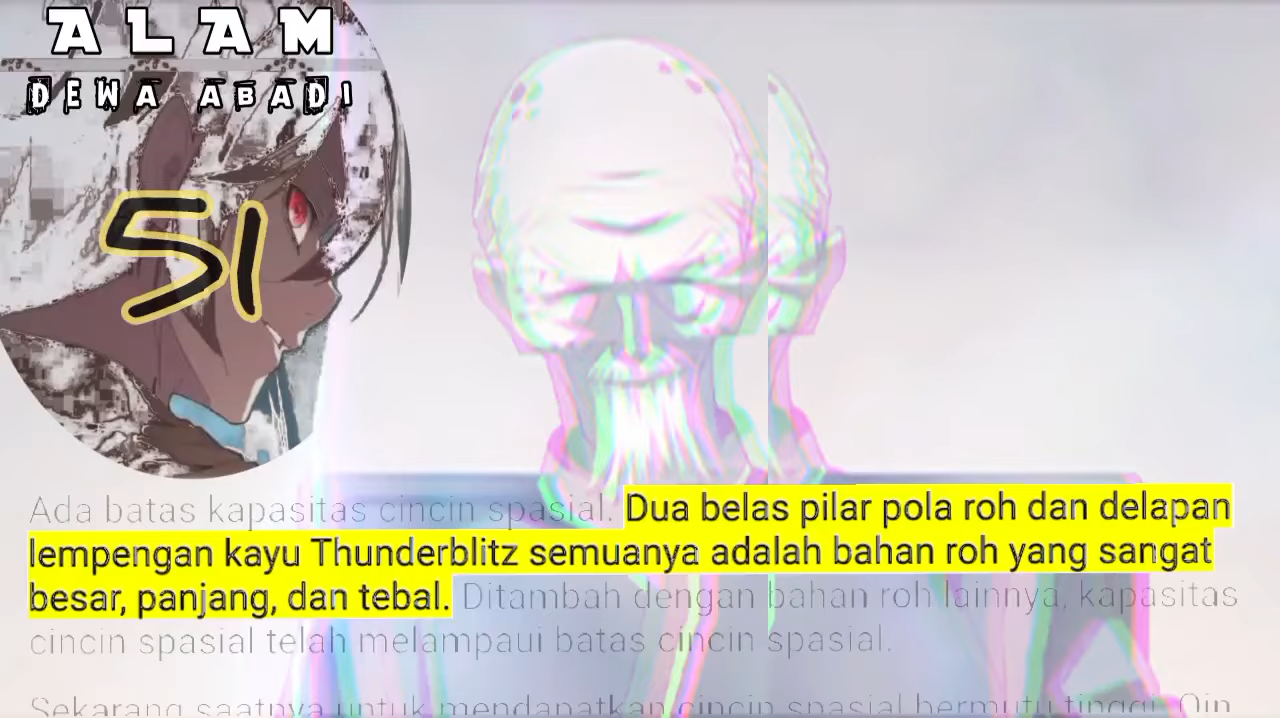 ALAM
DEWA ABADI
51
Ada batas kapasitas cincin spasial. Dua belas pilar pola roh dan delapan
lempengan kayu Thunderblitz semuanya adalah bahan roh yang sangat
besar, panjang, dan tebal. Ditambah dengan bahan roh lainnya, kapasitas
cincin spasial telah melampaui batas cincin spasial.
Sekarang saatnya untuk mendapatkan cincin spasial bermutu tinggi. Qin